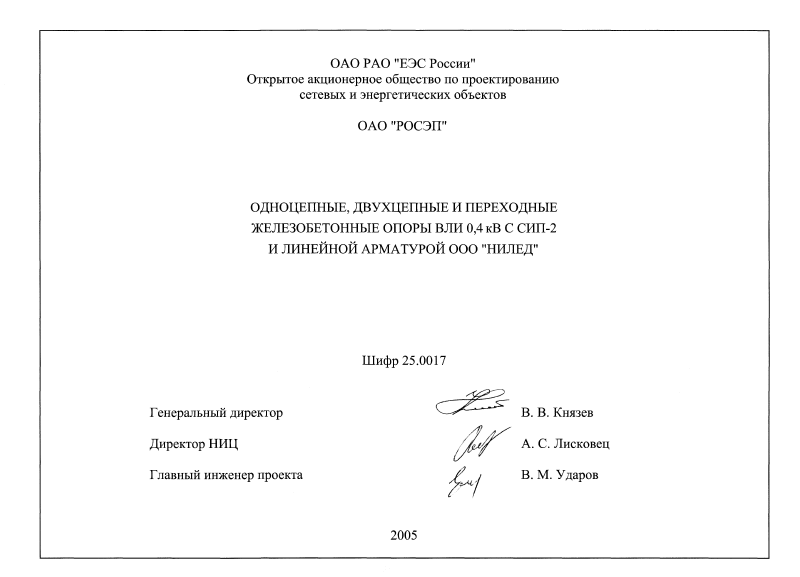 ОАО РАО "ЕЭС России"
Открытое акционерное общество по проектированию
сетевых и энергетических объектов
ОАО "РОСЭП"
ОДНОЦЕПНЫЕ, ДВУХЦЕПНЫЕ И ПЕРЕХОДНЫЕ
ЖЕЛЕЗОБЕТОННЫЕ ОПОРЫ ВЛИ 0,4 кВ С СИП-2
И ЛИНЕЙНОЙ АРМАТУРОЙ ООО "НИЛЕД"
Шифр 25.0017
Генеральный директор В. В. Князев
Директор НИЦ А. С. Лисковец
Главный инженер проекта В. М. Ударов
2005